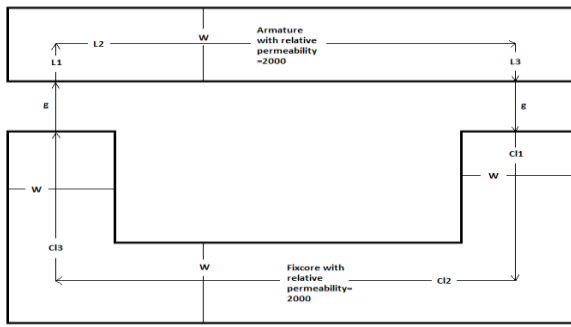 Armature
with relative
permeability
=2000
L2
W
L1
L3
g
g
Cl1
W
W
Cl3
W
Fixcore with
relative
permeability=
2000
Cl2